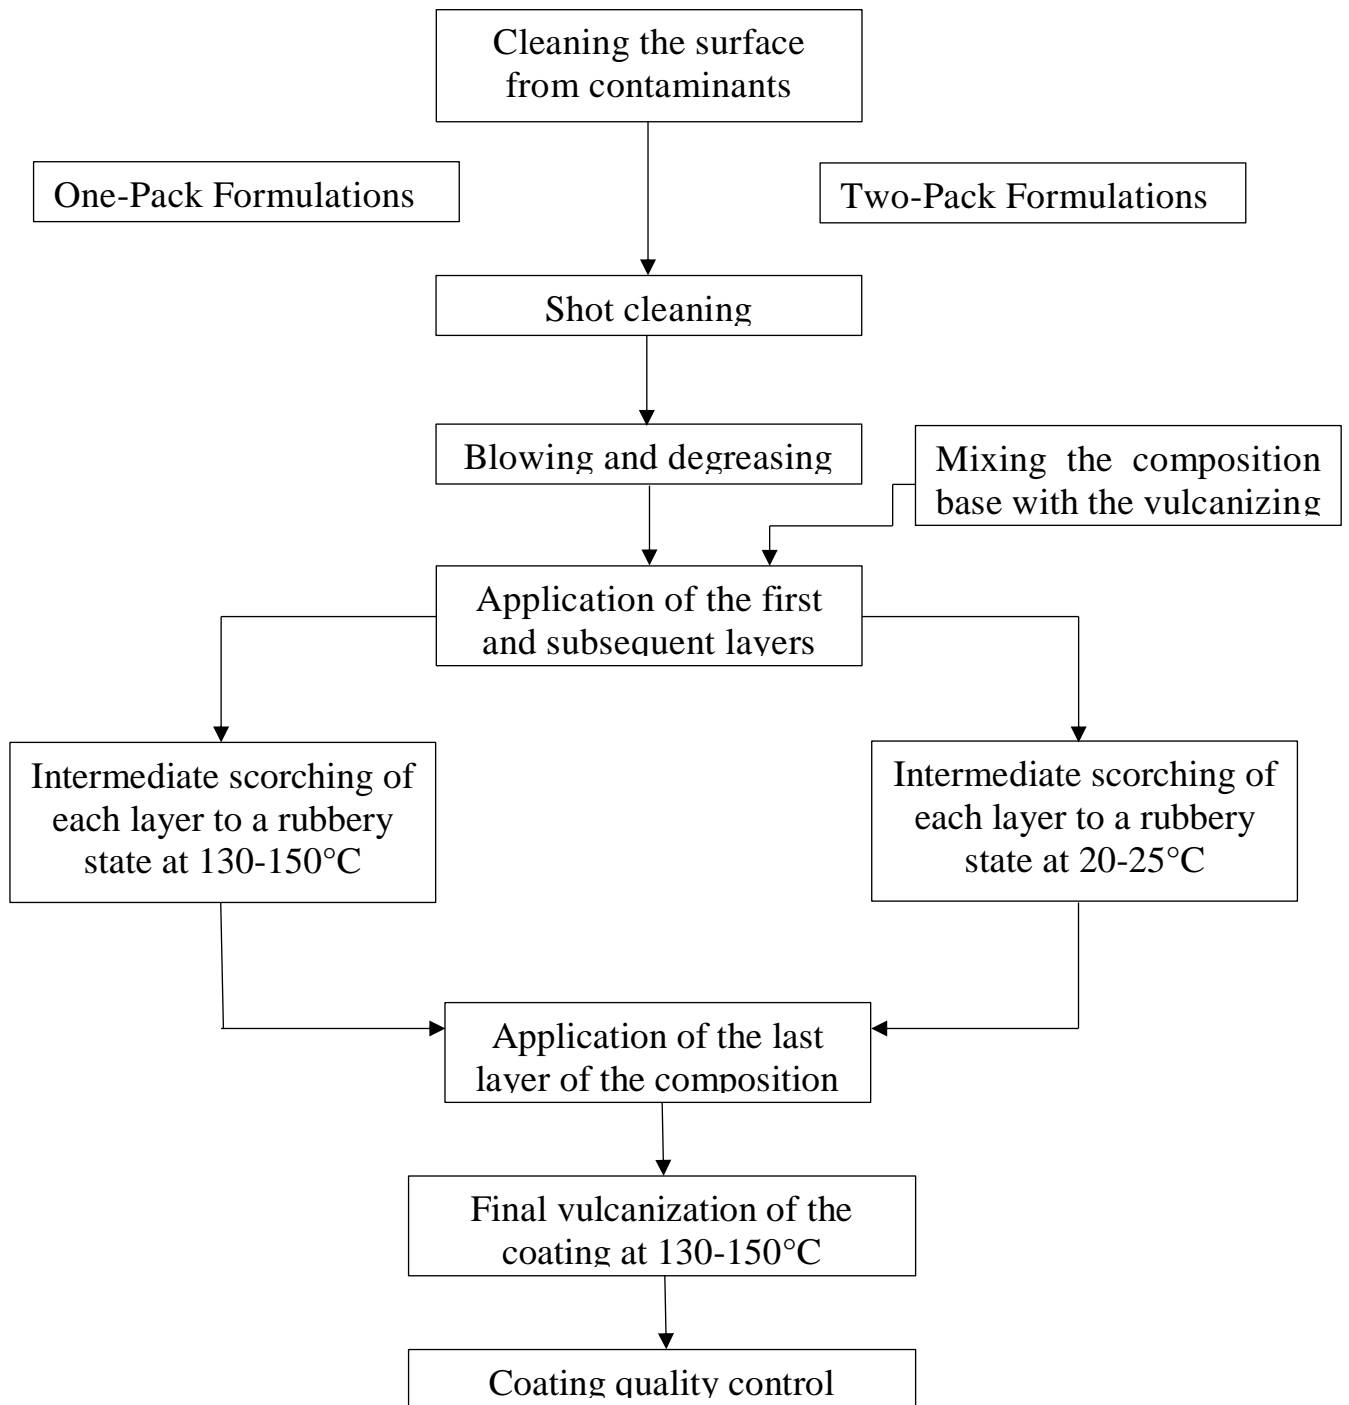 Cleaning the surface
from contaminants
One-Pack Formulations
Two-Pack Formulations
Shot cleaning
Blowing and degreasing
Mixing the composition
base with the vulcanizing
Application of the first
and subsequent layers
Intermediate scorching of
each layer to a rubbery
state at 130-150°C
Intermediate scorching of
each layer to a rubbery
state at 20-25°C
Application of the last
layer of the composition
Final vulcanization of the
coating at 130-150°C
Coating quality control